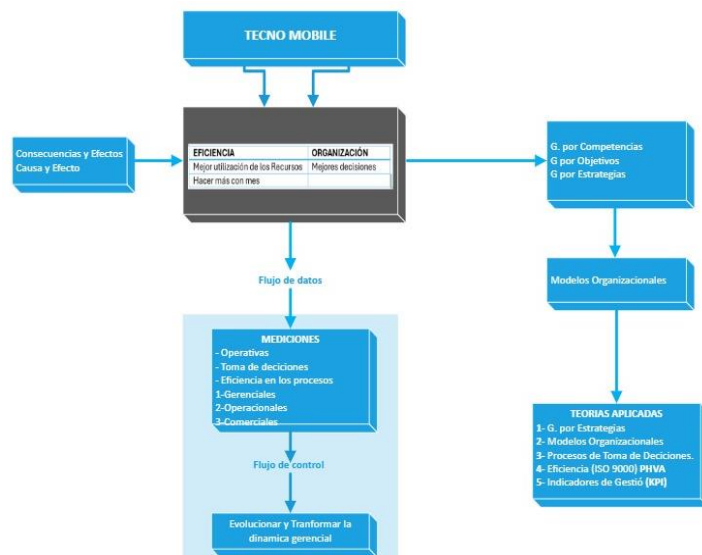 TECNO MOBILE
Consecuencias y Efectos
Causa y Efecto
EFICIENCIA ORGANIZACIÓN
Mejor utilización de los Recursos Mejores decisiones
Hacer más con mes
G. por Competencias
G por Objetivos
G por Estrategias
Flujo de datos
Modelos Organizacionales
MEDICIONES
- Operativas
- Toma de decisiones
- Eficiencia en los procesos
1-Gerenciales
2-Operacionales
3-Comerciales
Flujo de control
Evolucionar y Tranformar la
dinamica gerencial
TEORIAS APLICADAS
1- G. por Estrategias
2- Modelos Organizacionales
3- Procesos de Toma de Decisiones.
4- Eficiencia (ISO 9000) PHVA
5- Indicadores de Gestió (KPI)